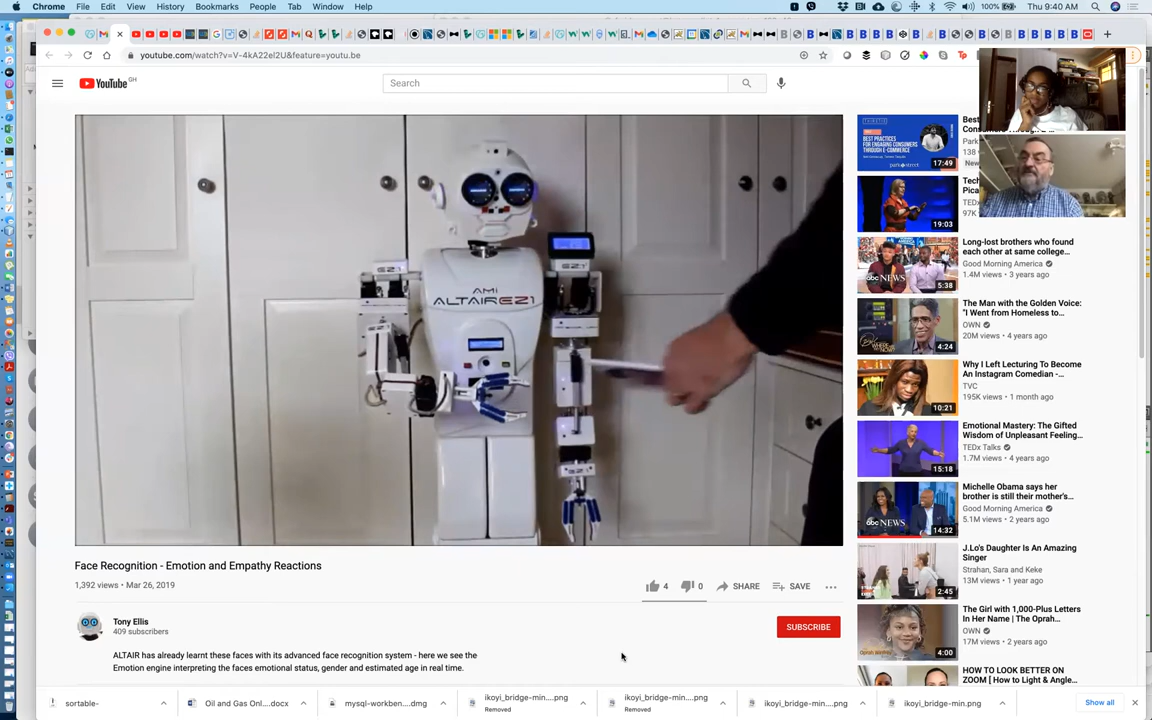 Chrome File Edit View History Bookmarks People Tab Window Help
100% Thu 9:40 AM
youtube.com/watch?v=V-4kA22el2U&feature=youtu.be
YouTube GH
Search
AMi
ALTAIREZ1
Face Recognition - Emotion and Empathy Reactions
1,392 views • Mar 26, 2019
4 0 SHARE SAVE
Tony Ellis
409 subscribers
SUBSCRIBE
ALTAIR has already learnt these faces with its advanced face recognition system - here we see the
Emotion engine interpreting the faces emotional status, gender and estimated age in real time.
BEST PRACTICES
FOR ENGAGING CONSUMERS
THROUGH E-COMMERCE
17:49
Best
Park
138
New
19:03
Tech
Pica
TEDx
97K
abc NEWS
5:38
Long-lost brothers who found
each other at same college...
Good Morning America
1.4M views • 3 years ago
4:24
The Man with the Golden Voice:
"I Went from Homeless to...
OWN
20M views • 4 years ago
10:21
Why I Left Lecturing To Become
An Instagram Comedian -...
TVC
195K views • 1 month ago
15:18
Emotional Mastery: The Gifted
Wisdom of Unpleasant Feeling...
TEDx Talks
1.7M views • 4 years ago
abc NEWS
14:32
Michelle Obama says her
brother is still their mother's...
Good Morning America
5.1M views • 2 years ago
2:45
J.Lo's Daughter Is An Amazing
Singer
Strahan, Sara and Keke
13M views • 1 year ago
4:00
The Girl with 1,000-Plus Letters
In Her Name | The Oprah...
OWN
17M views • 2 years ago
HOW TO LOOK BETTER ON
ZOOM [ How to Light & Angle...
sortable-
Oil and Gas Onl....docx
mysql-workben....dmg
ikoyi_bridge-min....png
Removed
ikoyi_bridge-min....png
Removed
ikoyi_bridge-min....png
ikoyi_bridge-min....png
Show all